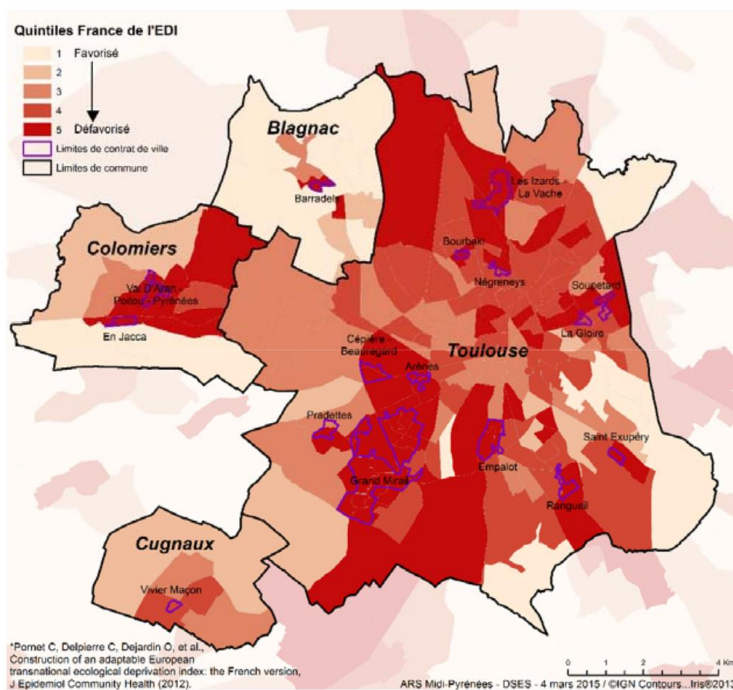 Quintiles France de l'EDI
1 Favorisé
2
3
4
5 Défavorisé
Limites de contrat de ville
Limites de commune
Blagnac
Barradels
Les Izards
La Vache
Colomiers
Bourbaki
Val D'Aran
Poitou - Pyrénées
Négreneys
Soupetard
En Jacca
La Gloire
Cépière -
Beauregard
Toulouse
Arènes
Pradettes
Saint Exupéry
Grand Mirail
Empalot
Rangueil
Cugnaux
Vivier Maçon
*Pornet C, Delpierre C, Dejardin O, et al.,
Construction of an adaptable European
transnational ecological deprivation index: the French version,
J Epidemiol Community Health (2012).
0 1 2 4 Km
ARS Midi-Pyrénées - DSES - 4 mars 2015 / ©IGN Contours...Iris®2013